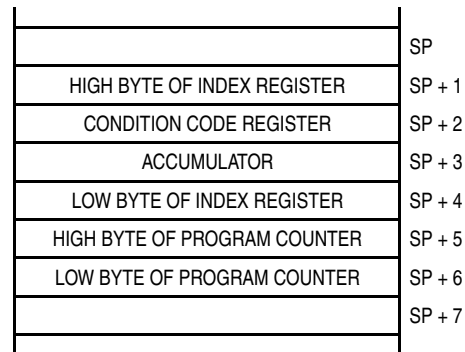 SP
HIGH BYTE OF INDEX REGISTER SP + 1
CONDITION CODE REGISTER SP + 2
ACCUMULATOR SP + 3
LOW BYTE OF INDEX REGISTER SP + 4
HIGH BYTE OF PROGRAM COUNTER SP + 5
LOW BYTE OF PROGRAM COUNTER SP + 6
SP + 7